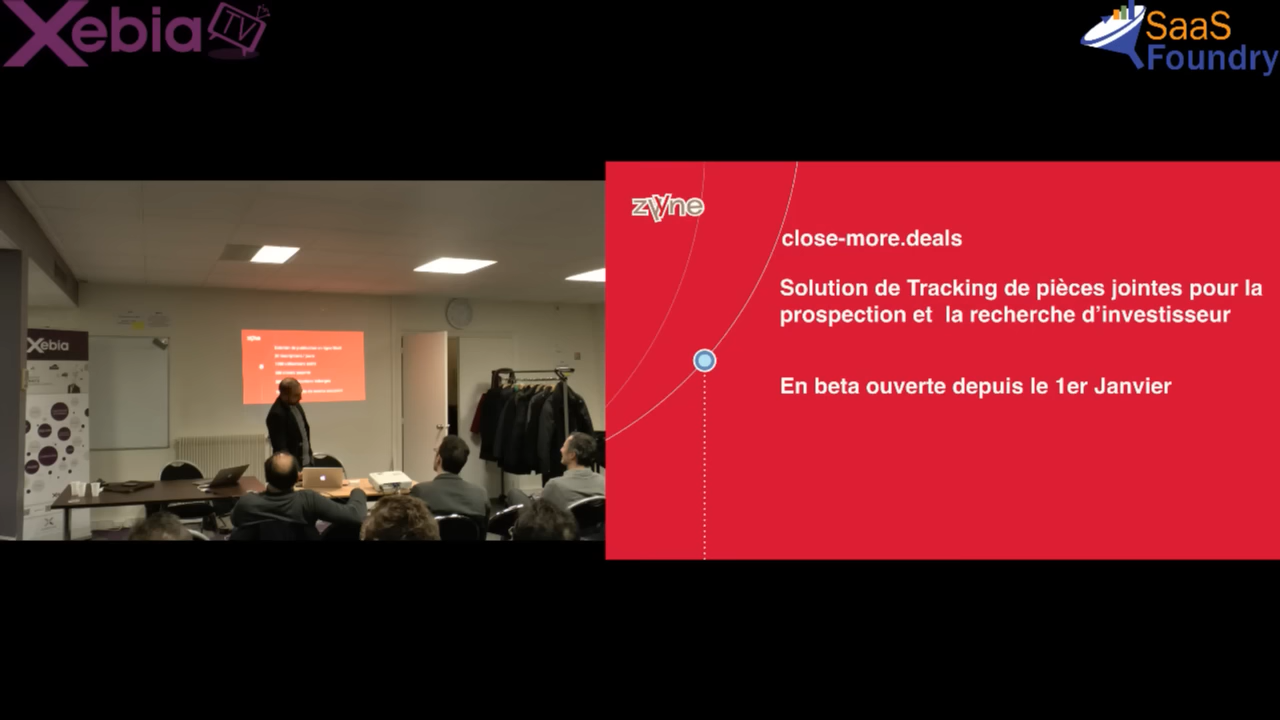 Xebia TV
SaaS
Foundry
zwne
close-more.deals
Solution de Tracking de pièces jointes pour la
prospection et  la recherche d'investisseur
En beta ouverte depuis le 1er Janvier
Xebia